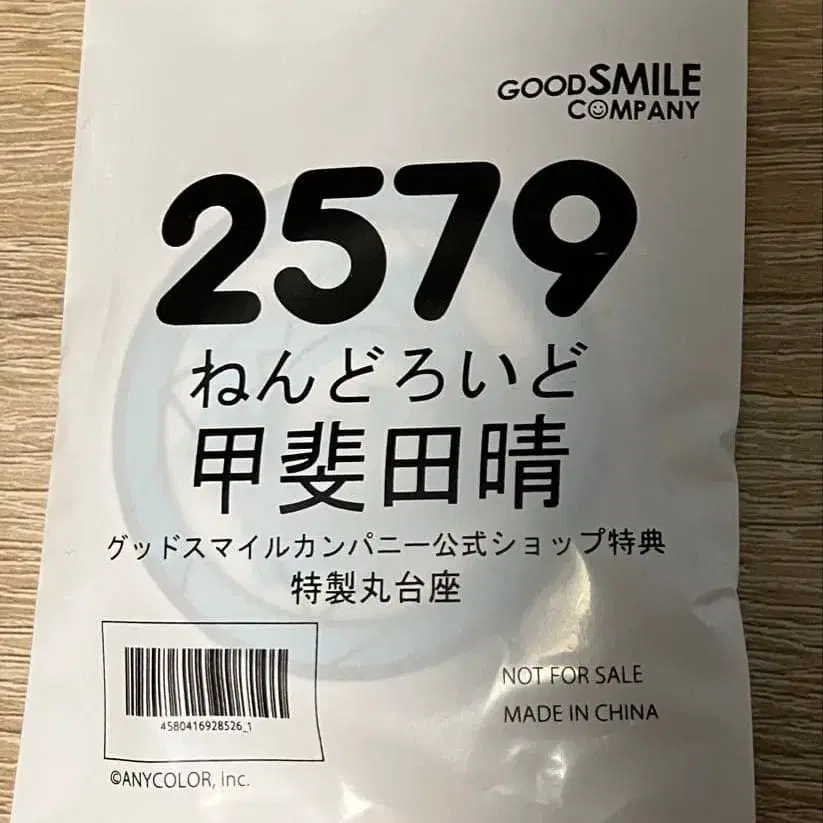 GOODSMILE
COMPANY
2579
ねんどろいど
甲斐田晴
グッドスマイルカンパニー公式ショップ特典
特製丸台座
4580416928526_1
NOT FOR SALE
MADE IN CHINA
©ANYCOLOR, Inc.